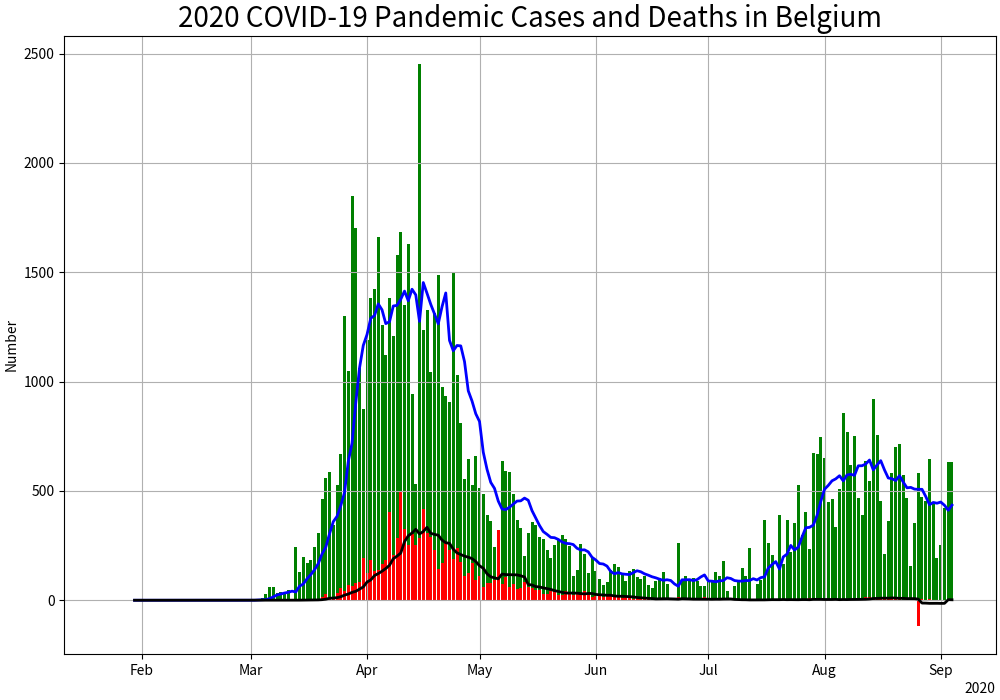 2020 COVID-19 Pandemic Cases and Deaths in Belgium
2500
2000
1500
1000
500
0
Number
Feb Mar Apr May Jun Jul Aug Sep
2020